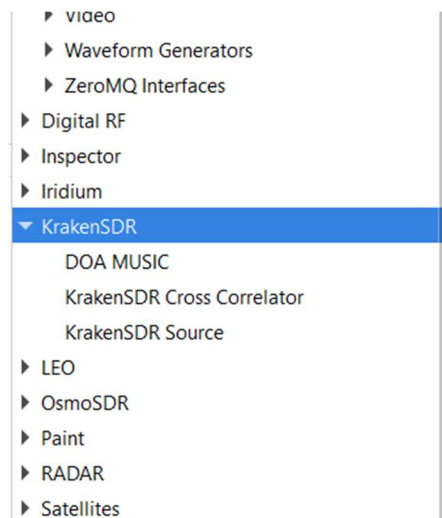 Video
Waveform Generators
ZeroMQ Interfaces
Digital RF
Inspector
Iridium
KrakenSDR
DOA MUSIC
KrakenSDR Cross Correlator
KrakenSDR Source
LEO
OsmoSDR
Paint
RADAR
Satellites